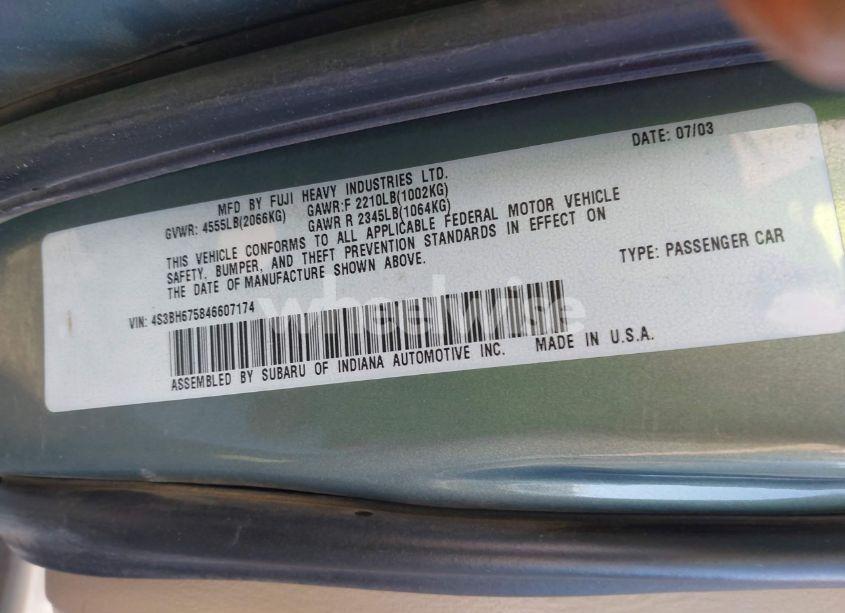 DATE: 07/03
MFD BY FUJI HEAVY INDUSTRIES LTD.
GVWR: 4555LB(2066KG) GAWR:F 2210LB(1002KG)
GAWR R 2345LB(1064KG)
THIS VEHICLE CONFORMS TO ALL APPLICABLE FEDERAL MOTOR VEHICLE
SAFETY, BUMPER, AND THEFT PREVENTION STANDARDS IN EFFECT ON
THE DATE OF MANUFACTURE SHOWN ABOVE.
TYPE: PASSENGER CAR
VIN: 4S3BH675846607174
wheelwise
ASSEMBLED BY SUBARU OF INDIANA AUTOMOTIVE INC. MADE IN U.S.A.